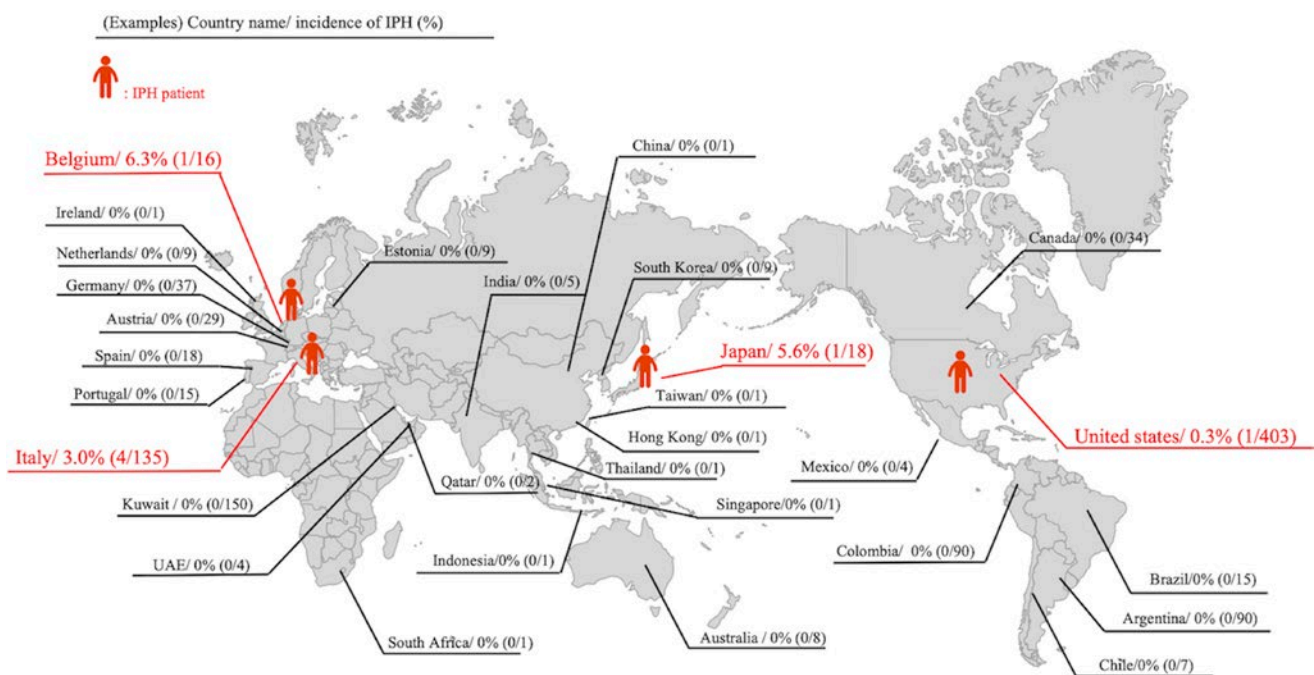 (Examples) Country name/ incidence of IPH (%)
: IPH patient
China/ 0% (0/1)
Belgium/ 6.3% (1/16)
Ireland/ 0% (0/1)
Canada/ 0% (0/34)
Netherlands/ 0% (0/9)
Estonia/ 0% (0/9)
South Korea/ 0% (0/9)
India/ 0% (0/5)
Germany/ 0% (0/37)
Austria/ 0% (0/29)
Japan/ 5.6% (1/18)
Spain/ 0% (0/18)
Portugal/ 0% (0/15)
Taiwan/ 0% (0/1)
Hong Kong/ 0% (0/1)
United states/ 0.3% (1/403)
Italy/ 3.0% (4/135)
Thailand/ 0% (0/1)
Mexico/ 0% (0/4)
Qatar/ 0% (0/2)
Kuwait / 0% (0/150)
Singapore/0% (0/1)
Colombia/ 0% (0/90)
UAE/ 0% (0/4)
Indonesia/0% (0/1)
Brazil/0% (0/15)
Argentina/ 0% (0/90)
South Africa/ 0% (0/1)
Australia / 0% (0/8)
Chile/0% (0/7)